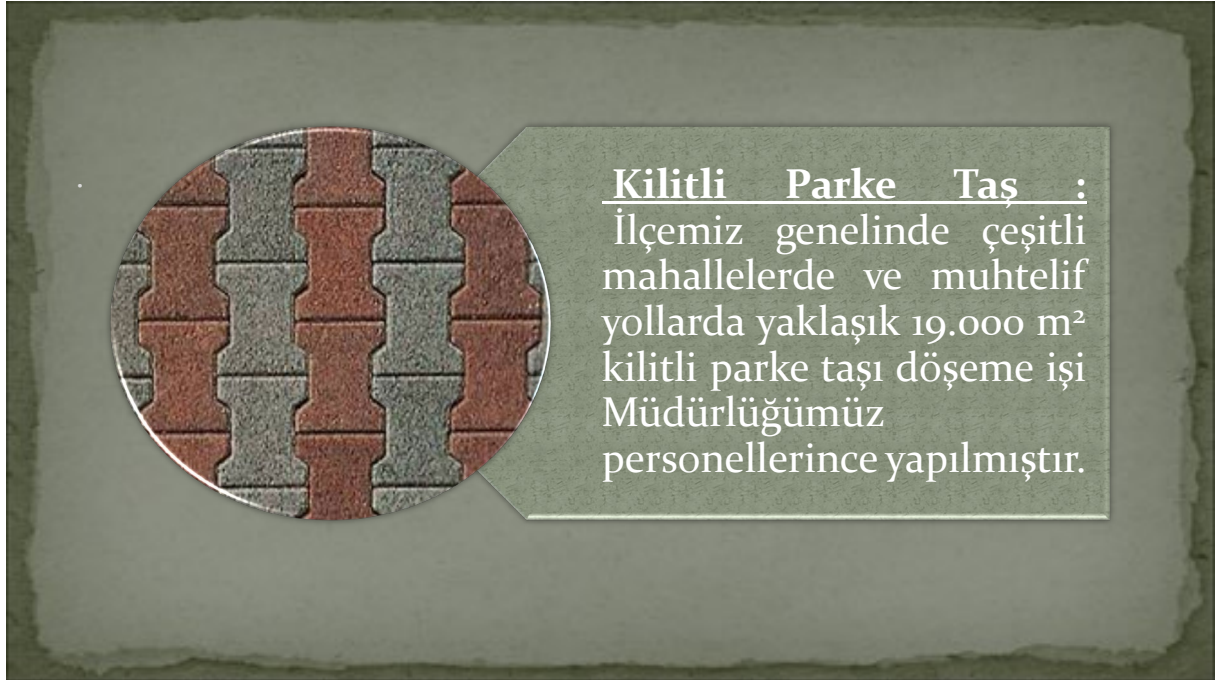 Kilitli Parke Taş :
İlçemiz genelinde çeşitli
mahallelerde ve muhtelif
yollarda yaklaşık 19.000 m²
kilitli parke taşı döşeme işi
Müdürlüğümüz
personellerince yapılmıştır.